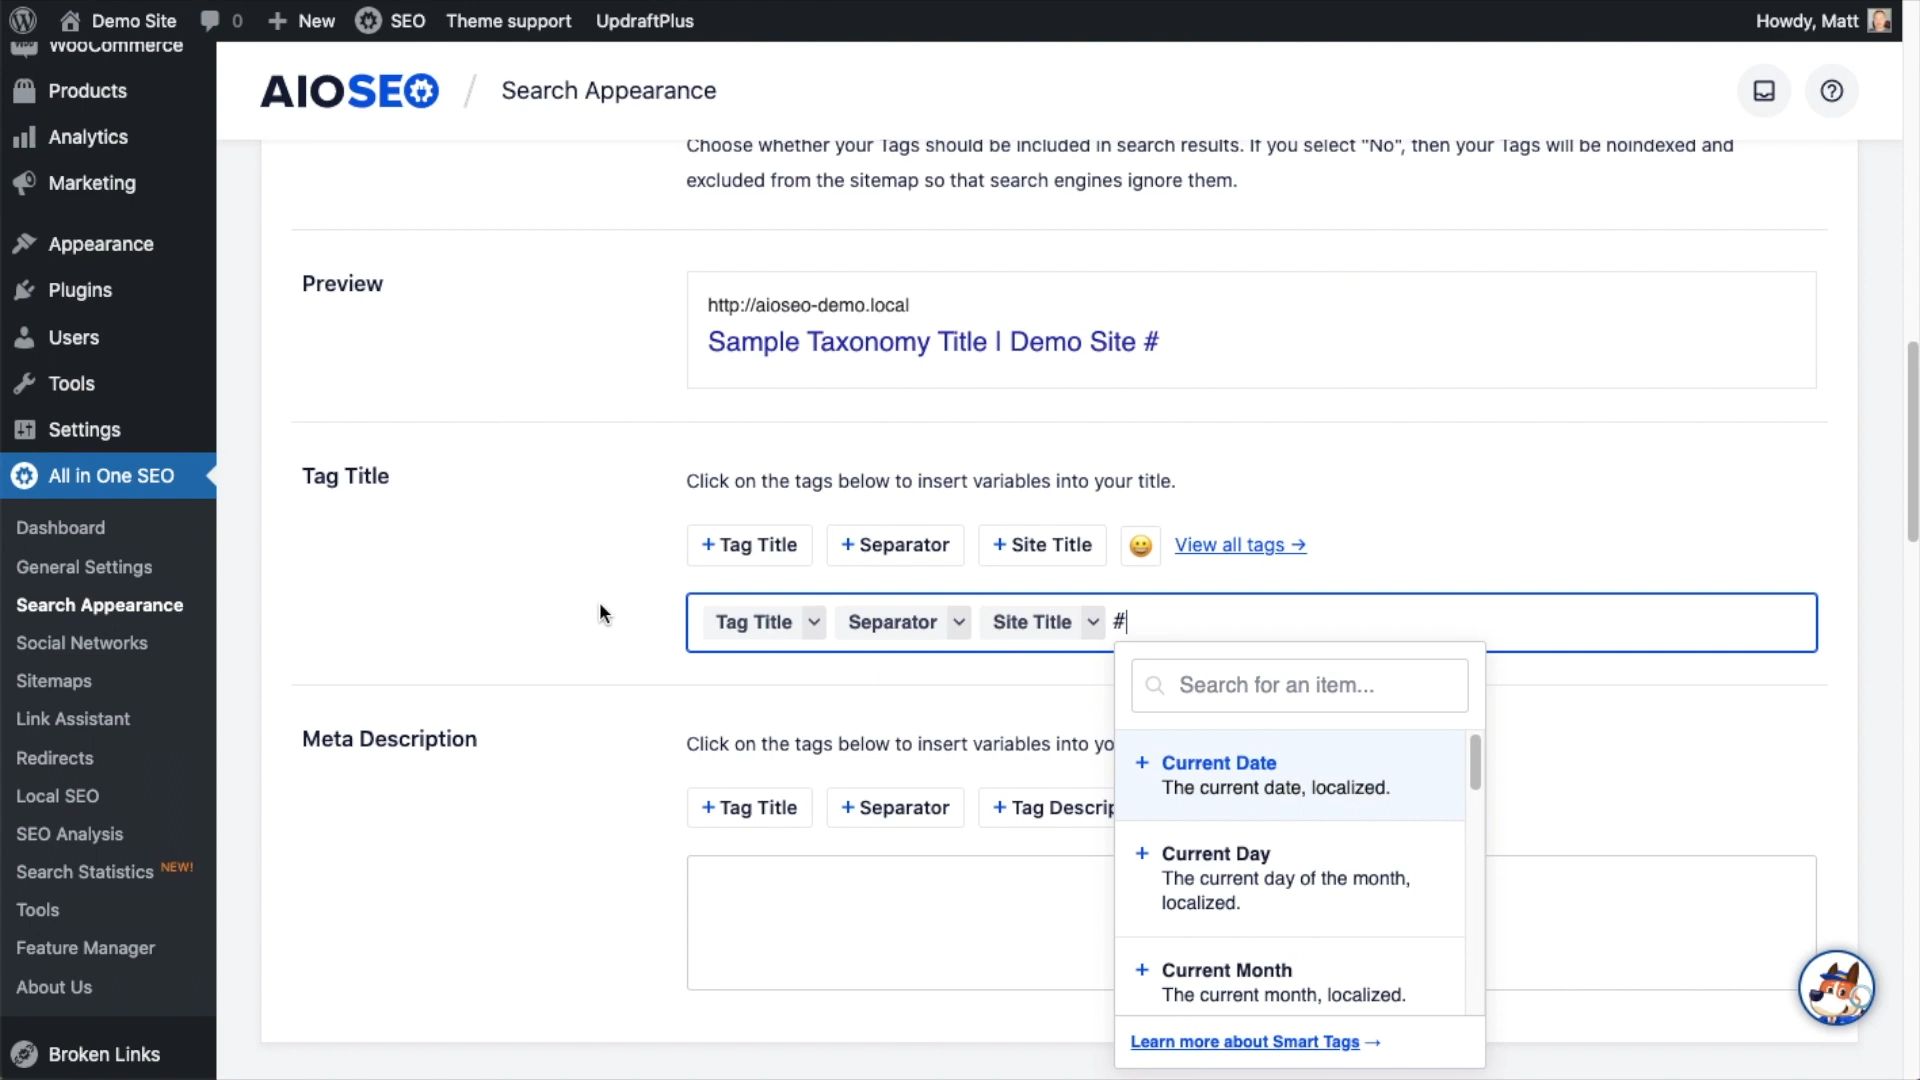 Demo Site
0
New
SEO
Theme support
UpdraftPlus
Howdy, Matt
WooCommerce
Products
Analytics
Marketing
Appearance
Plugins
Users
Tools
Settings
All in One SEO
Dashboard
General Settings
Search Appearance
Social Networks
Sitemaps
Link Assistant
Redirects
Local SEO
SEO Analysis
Search Statistics NEW!
Tools
Feature Manager
About Us
Broken Links
AIOSEO / Search Appearance
Choose whether your Tags should be included in search results. If you select "No", then your Tags will be noindexed and
excluded from the sitemap so that search engines ignore them.
Preview
http://aioseo-demo.local
Sample Taxonomy Title | Demo Site #
Tag Title
Click on the tags below to insert variables into your title.
+ Tag Title
+ Separator
+ Site Title
View all tags →
Tag Title Separator Site Title #
Meta Description
Click on the tags below to insert variables into yo
+ Tag Title
+ Separator
+ Tag Descrip
Search for an item...
+ Current Date
The current date, localized.
+ Current Day
The current day of the month,
localized.
+ Current Month
The current month, localized.
Learn more about Smart Tags →